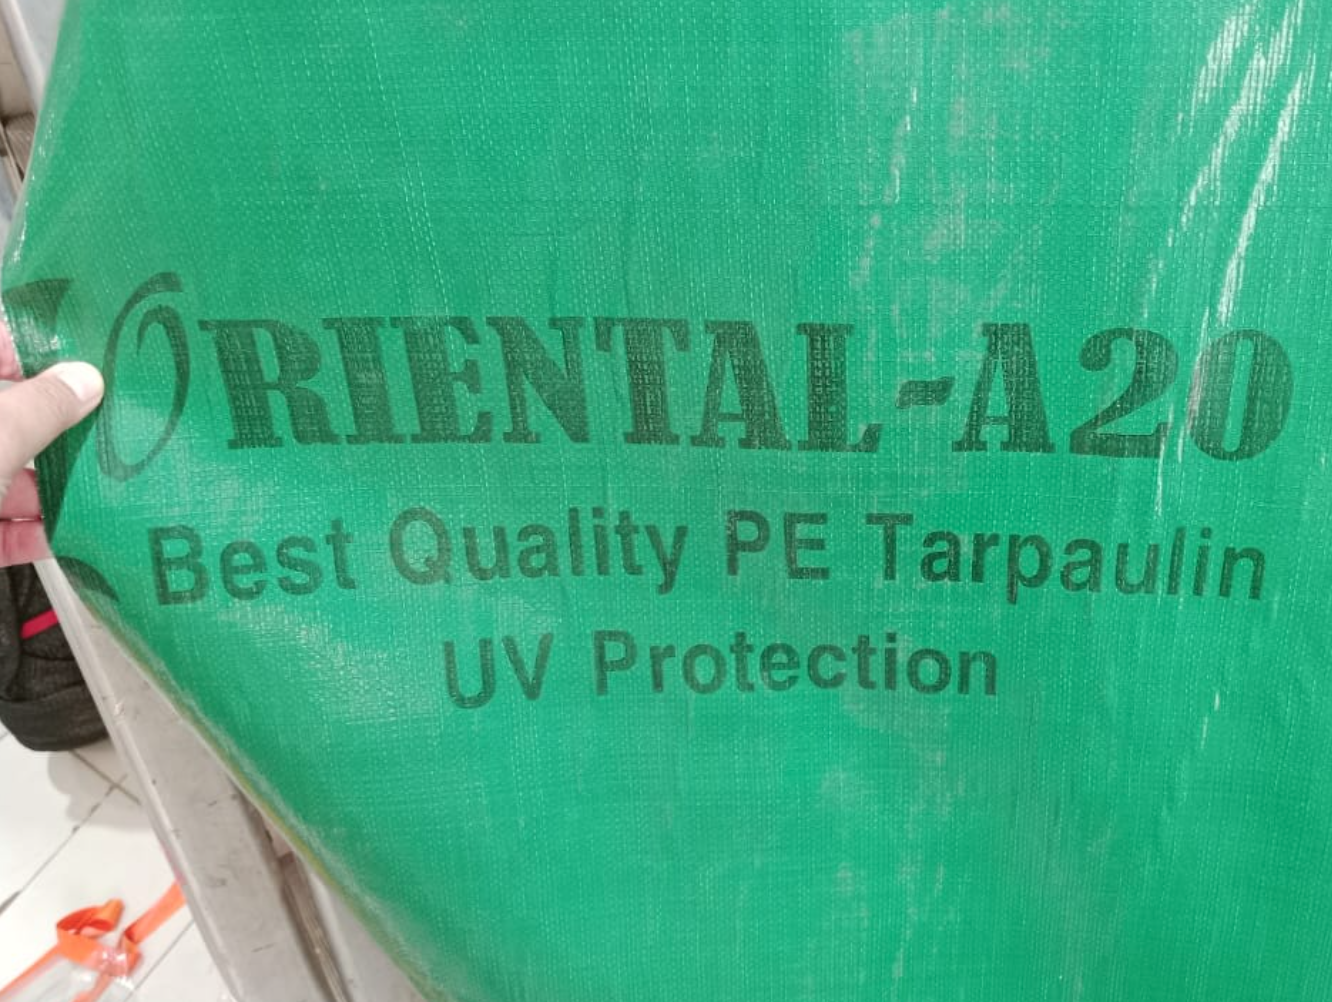 ORIENTAL-A20
Best Quality PE Tarpaulin
UV Protection